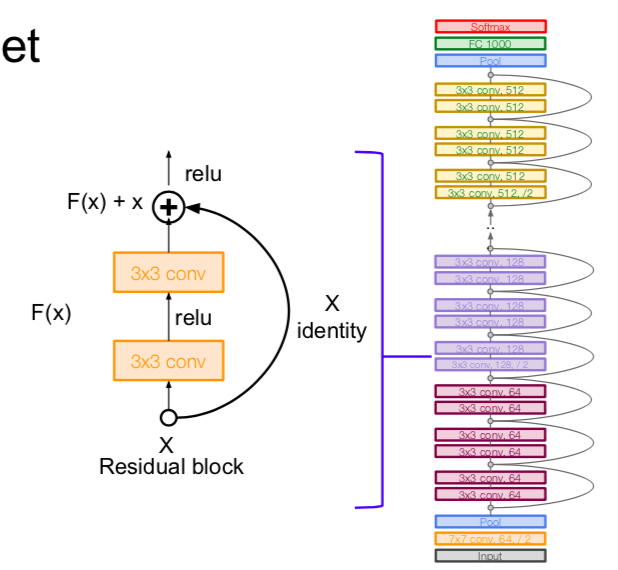 et
relu
F(x) + x
+
3x3 conv
F(x)
relu
X
identity
3x3 conv
X
Residual block
Softmax
FC 1000
Pool
3x3 conv, 512
3x3 conv, 512
3x3 conv, 512
3x3 conv, 512
3x3 conv, 512
3x3 conv, 512, /2
..
3x3 conv, 128
3x3 conv, 128
3x3 conv, 128
3x3 conv, 128
3x3 conv, 128
3x3 conv, 128, / 2
3x3 conv, 64
3x3 conv, 64
3x3 conv, 64
3x3 conv, 64
3x3 conv, 64
3x3 conv, 64
Pool
7x7 conv, 64, / 2
Input